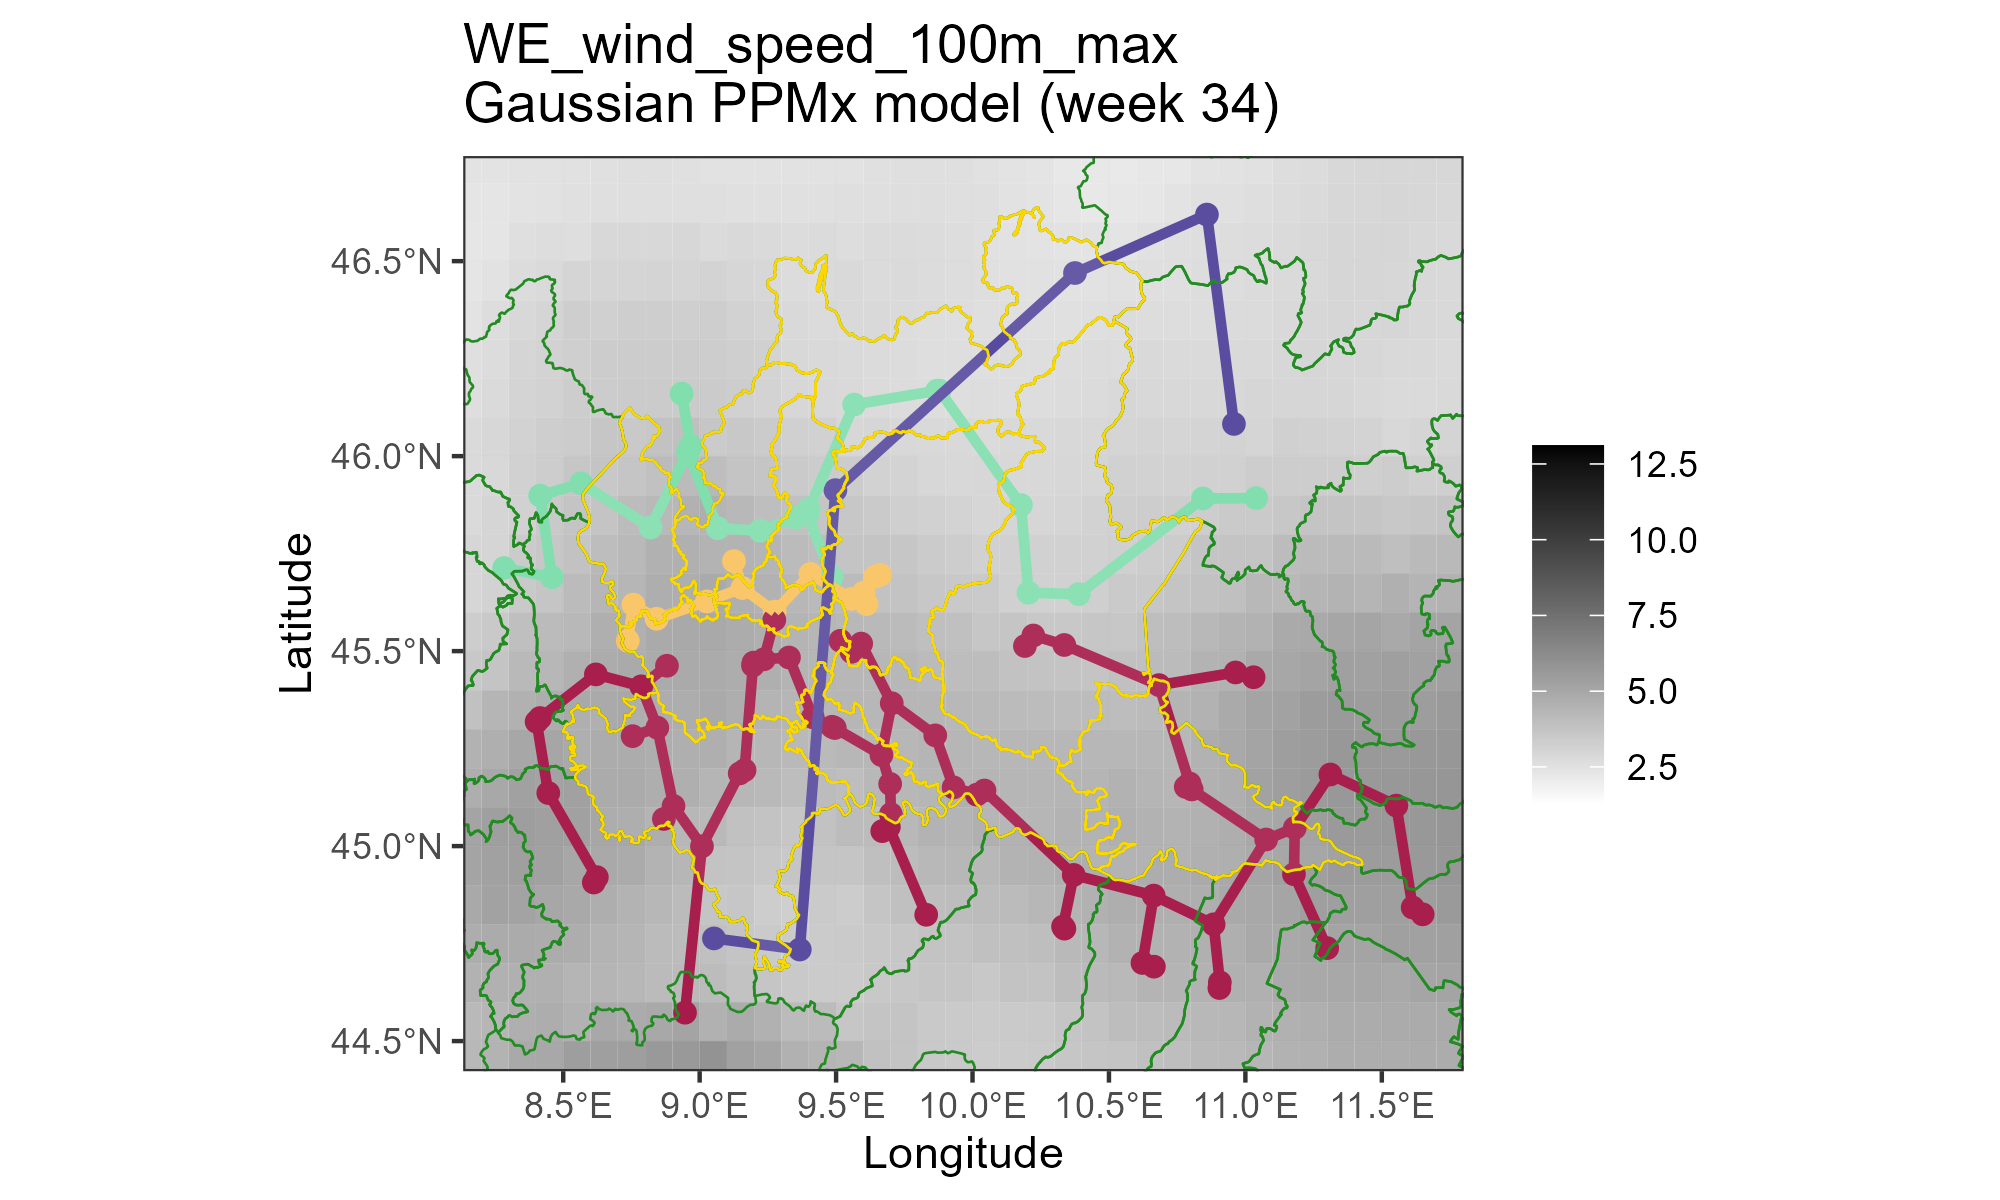 WE_wind_speed_100m_max
Gaussian PPMx model (week 34)
Latitude
46.5°N
46.0°N
45.5°N
45.0°N
44.5°N
8.5°E
9.0°E
9.5°E
10.0°E
10.5°E
11.0°E
11.5°E
Longitude
12.5
10.0
7.5
5.0
2.5